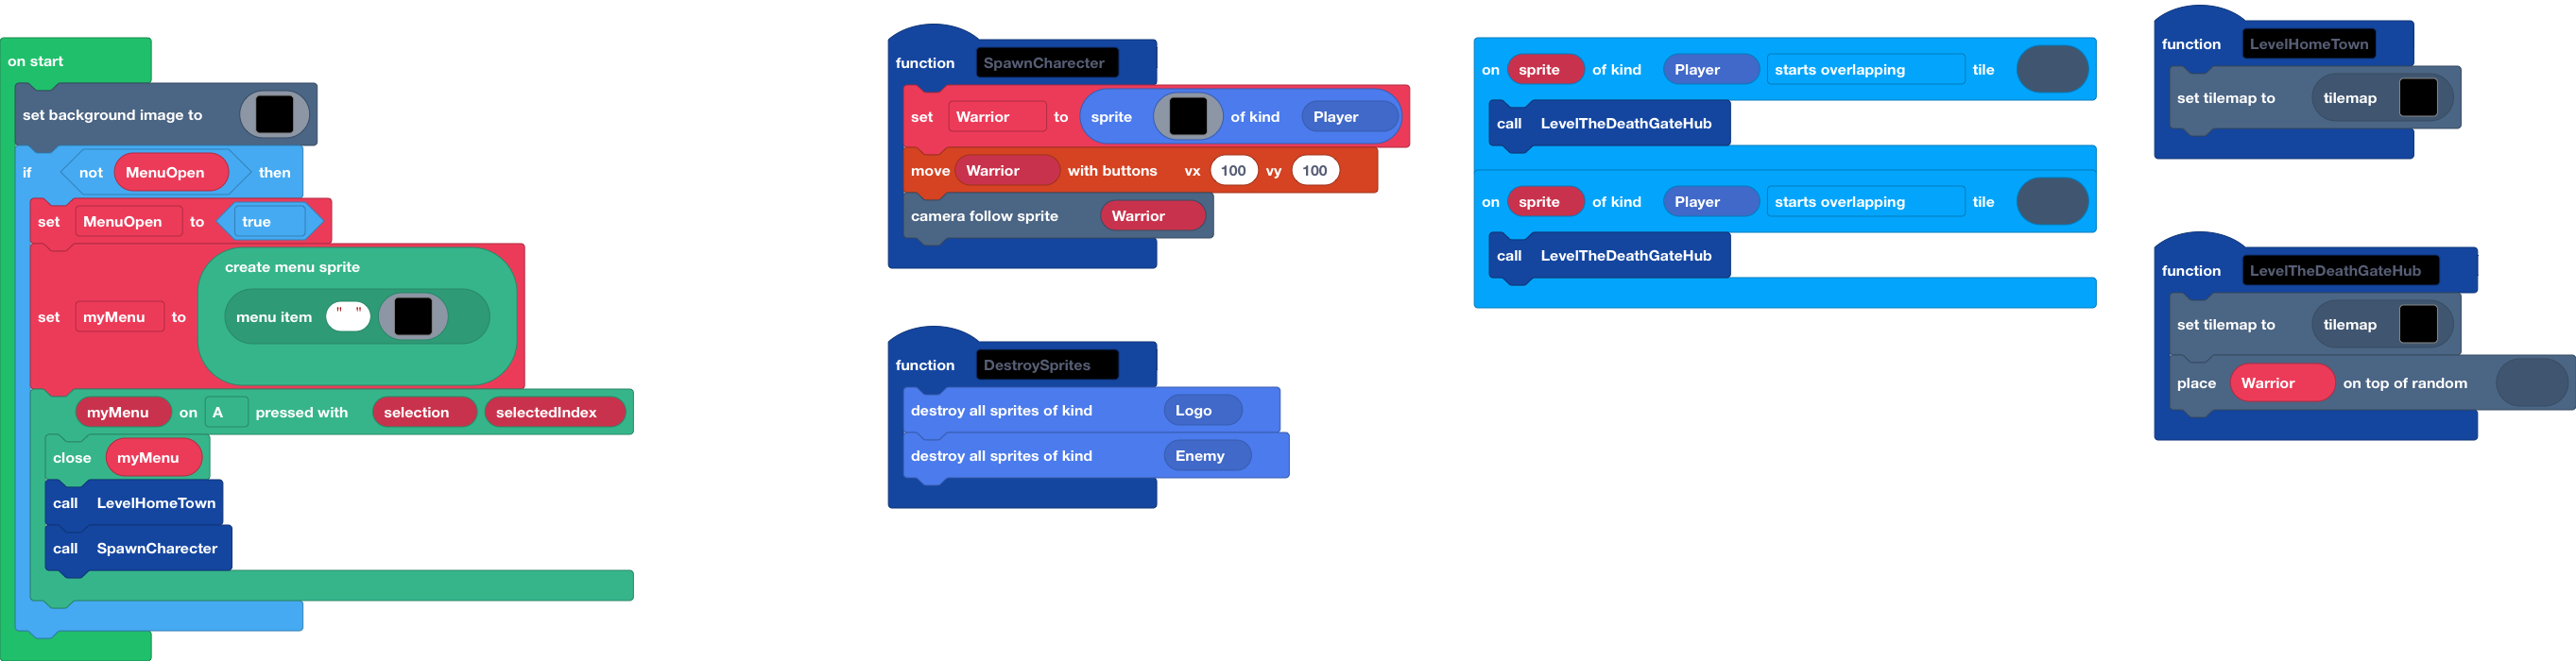 on start
set background image to
if not MenuOpen then
set MenuOpen to true
set myMenu to create menu sprite
menu item " "
myMenu on A pressed with selection selectedIndex
close myMenu
call LevelHomeTown
call SpawnCharecter
function SpawnCharecter
set Warrior to sprite of kind Player
move Warrior with buttons vx 100 vy 100
camera follow sprite Warrior
function DestroySprites
destroy all sprites of kind Logo
destroy all sprites of kind Enemy
on sprite of kind Player starts overlapping tile
call LevelTheDeathGateHub
on sprite of kind Player starts overlapping tile
call LevelTheDeathGateHub
function LevelHomeTown
set tilemap to tilemap
function LevelTheDeathGateHub
set tilemap to tilemap
place Warrior on top of random